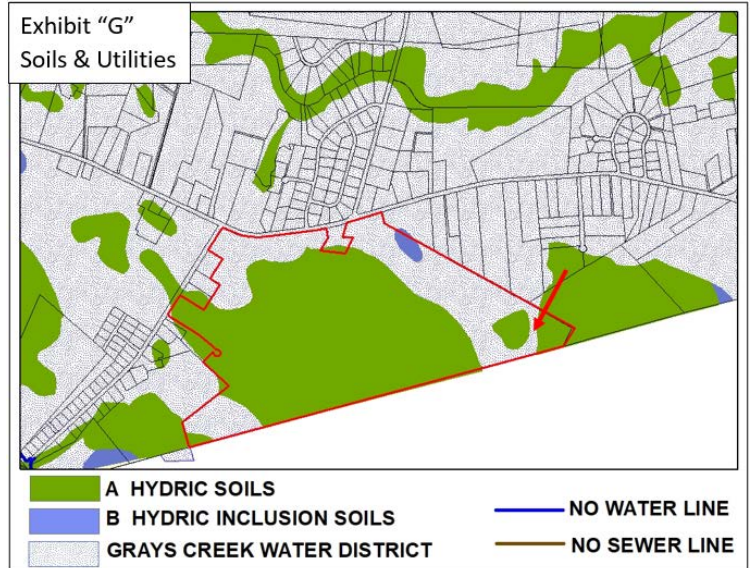 Exhibit “G”
Soils & Utilities
A HYDRIC SOILS
B HYDRIC INCLUSION SOILS
GRAYS CREEK WATER DISTRICT
NO WATER LINE
NO SEWER LINE